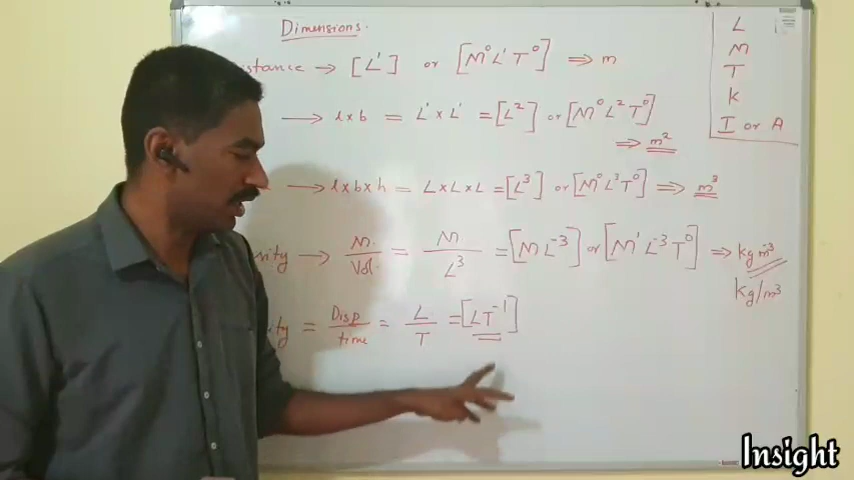 Dimensions.
istance → [L¹] or [M⁰L¹T⁰] ⇒ m
→ l×b = L¹×L¹ = [L²] or [M⁰L²T⁰]
⇒ m²
→ l×b×h = L×L×L = [L³] or [M⁰L³T⁰] ⇒ m³
sity → M./Vol. = M./L³ = [ML⁻³] or [M¹L⁻³T⁰] ⇒ kg m⁻³
kg/m³
ity = Disp/time = L/T = [LT⁻¹]
L
M
T
K
I or A
Insight